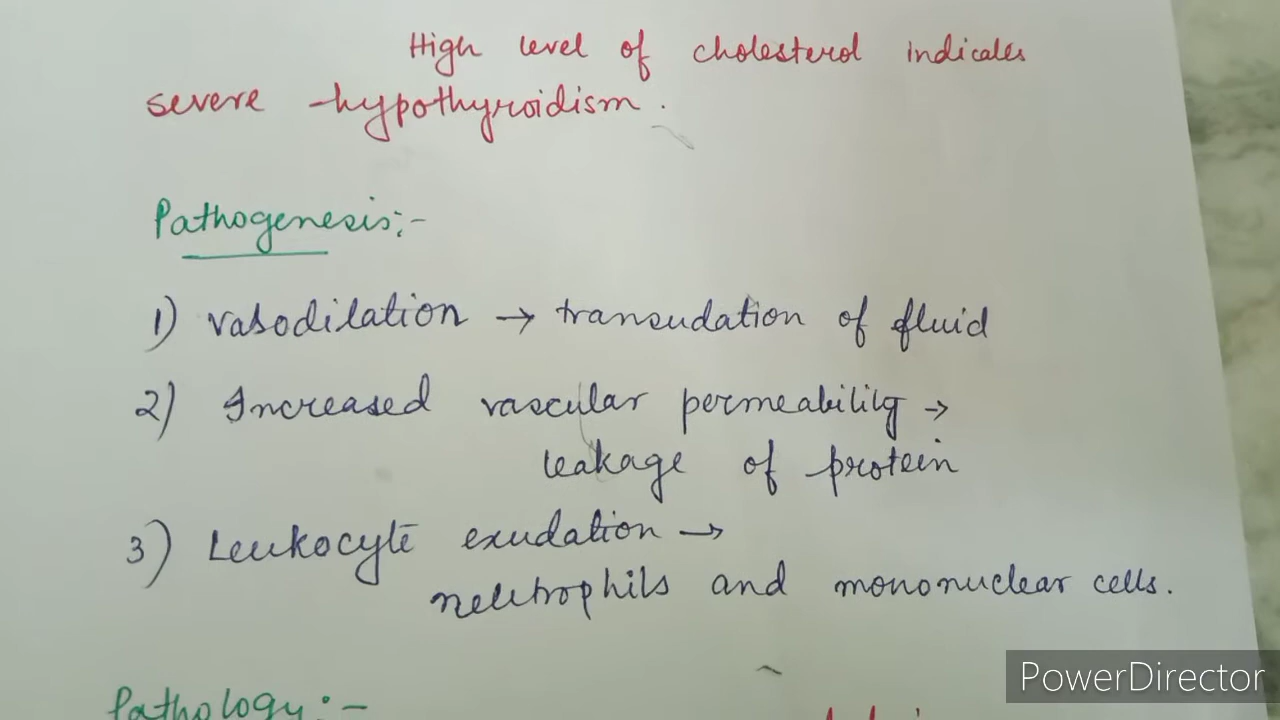 High level of cholesterol indicates
severe hypothyroidism.
Pathogenesis:-
1) vasodilation → transudation of fluid
2) Increased vascular permeability →
leakage of protein
3) Leukocyte exudation →
neutrophils and mononuclear cells.
PowerDirector
Pathology:-